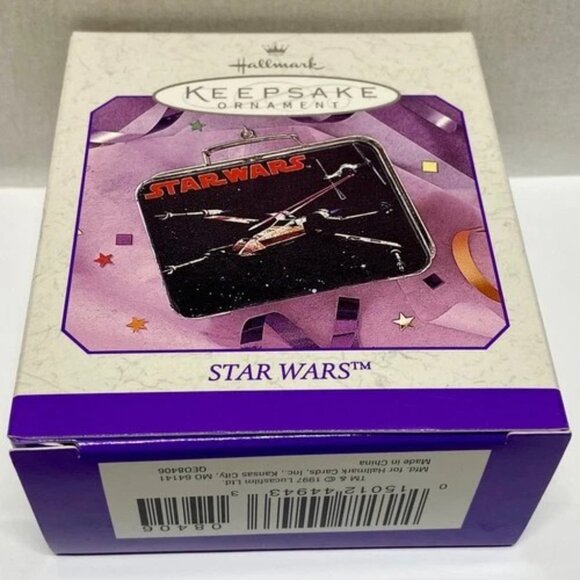 Hallmark
KEEPSAKE
ORNAMENT
STAR WARS
STAR WARS™
TM & © 1997 Lucasfilm Ltd.
Mfd. for Hallmark Cards, Inc., Kansas City, MO 64141
Made in China
QEO8406
0 15012 44943 3
08406